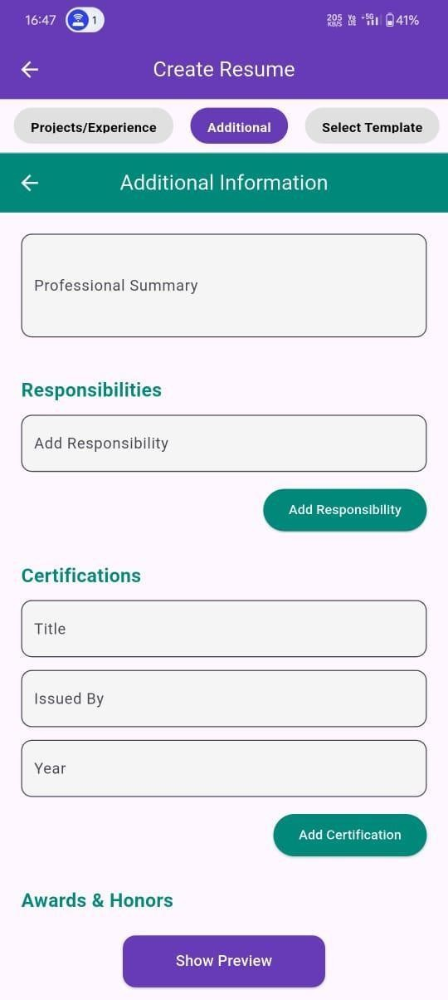 16:47 1 205 KB/S Vo LTE 5G 41%
Create Resume
Projects/Experience Additional Select Template
Additional Information
Professional Summary
Responsibilities
Add Responsibility
Add Responsibility
Certifications
Title
Issued By
Year
Add Certification
Awards & Honors
Show Preview